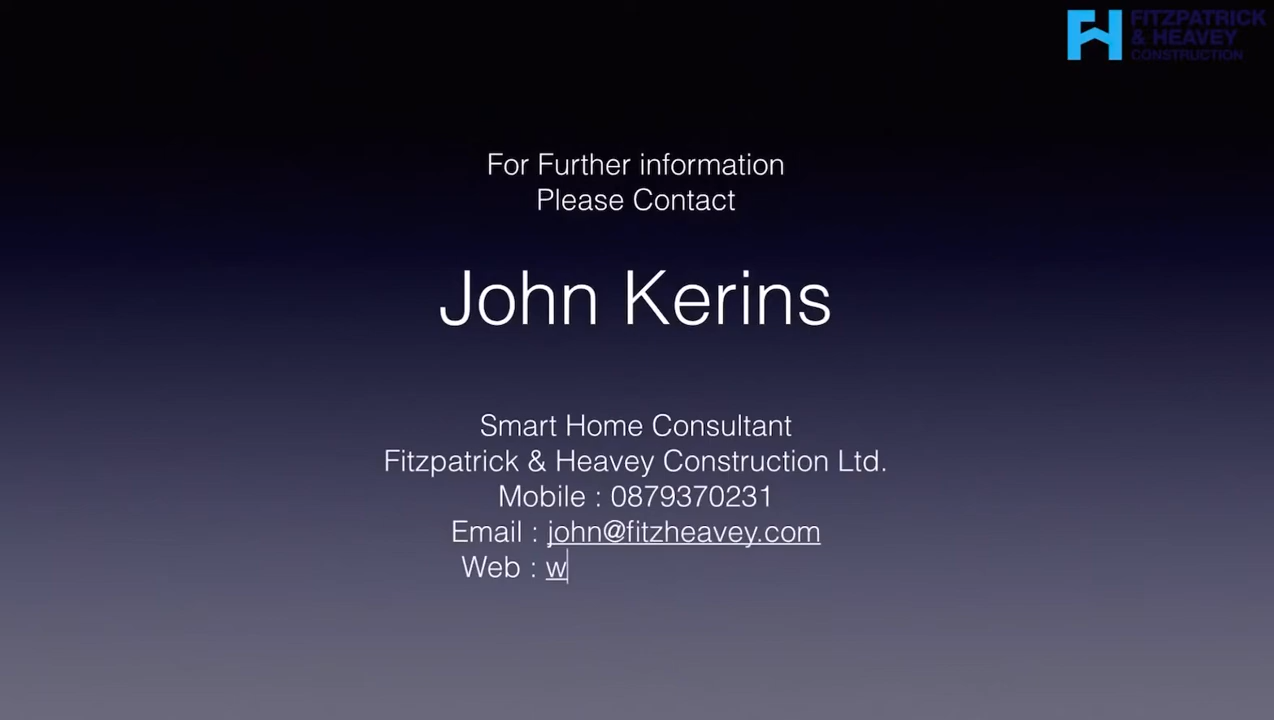 FITZPATRICK
& HEAVEY
CONSTRUCTION
For Further information
Please Contact
John Kerins
Smart Home Consultant
Fitzpatrick & Heavey Construction Ltd.
Mobile : 0879370231
Email : john@fitzheavey.com
Web : w